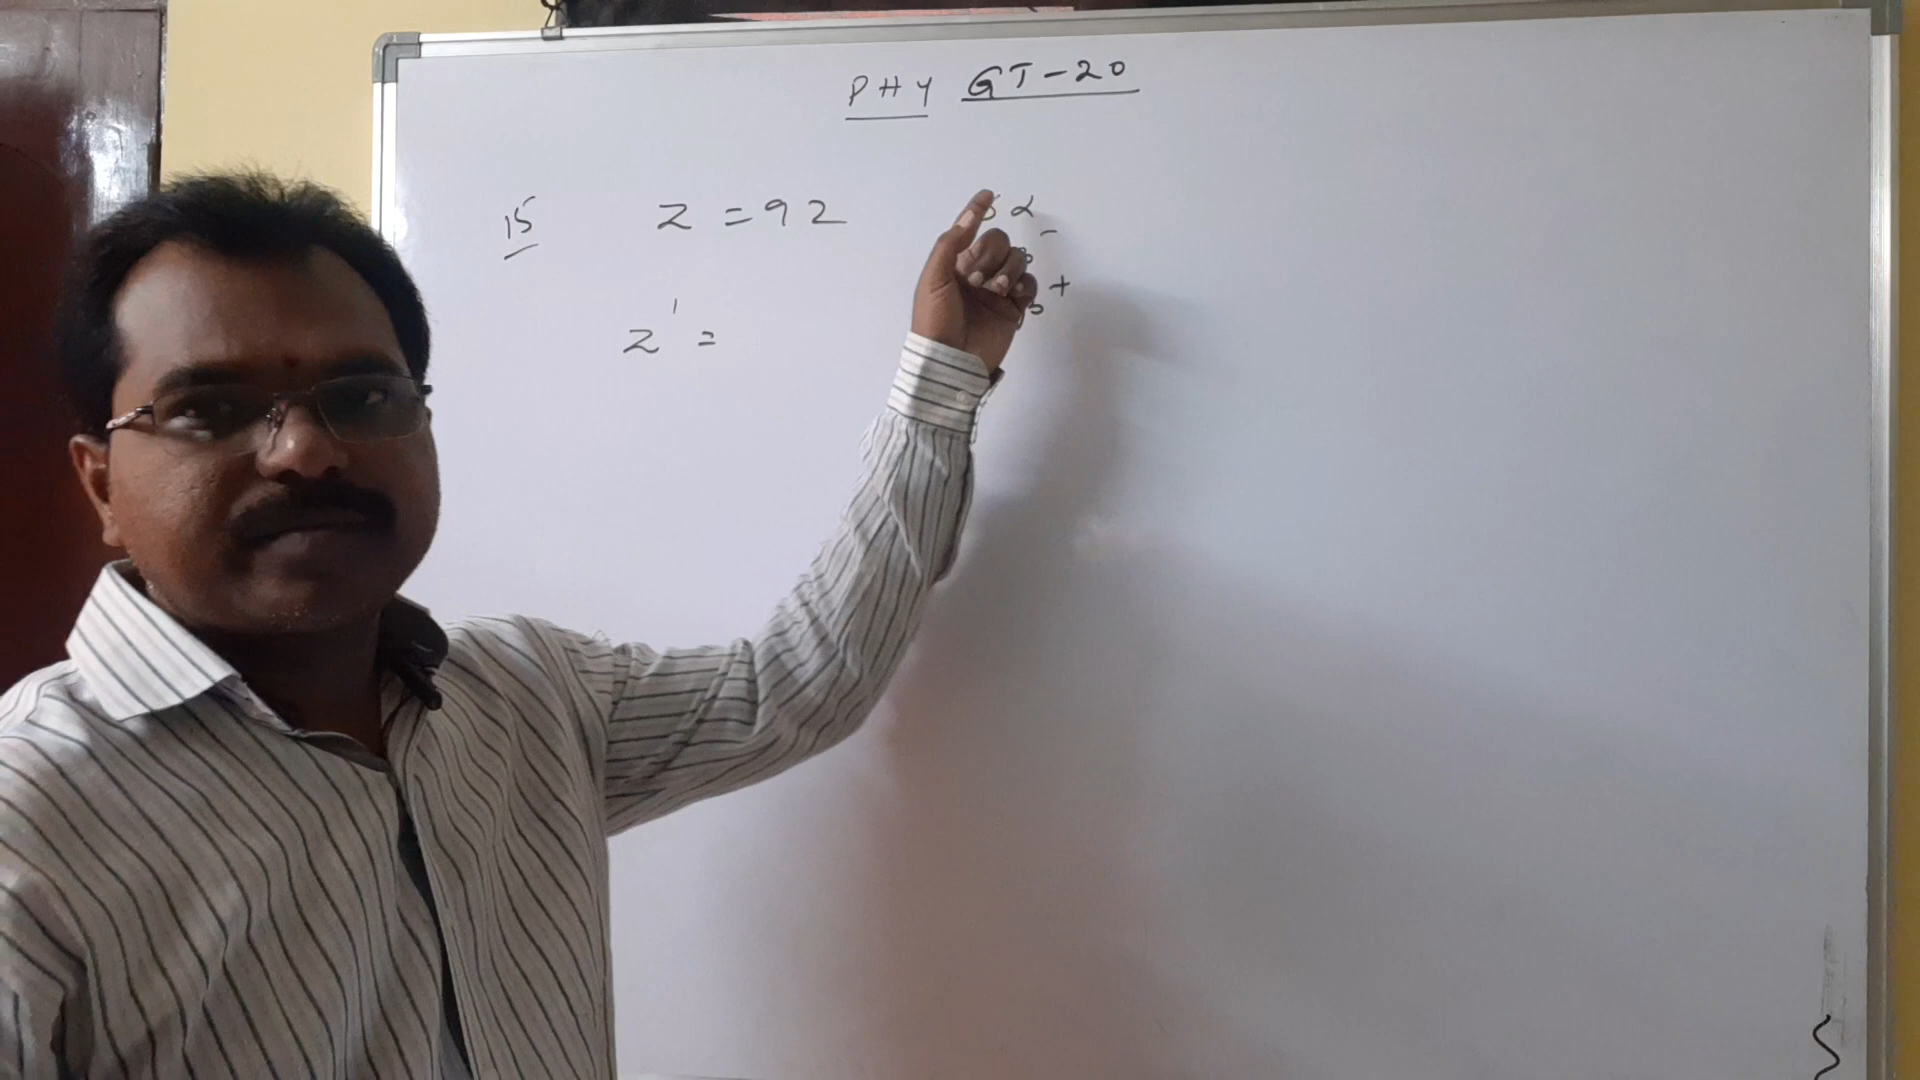 PHY GT-20
15 Z = 92 α
-
+
Z' =